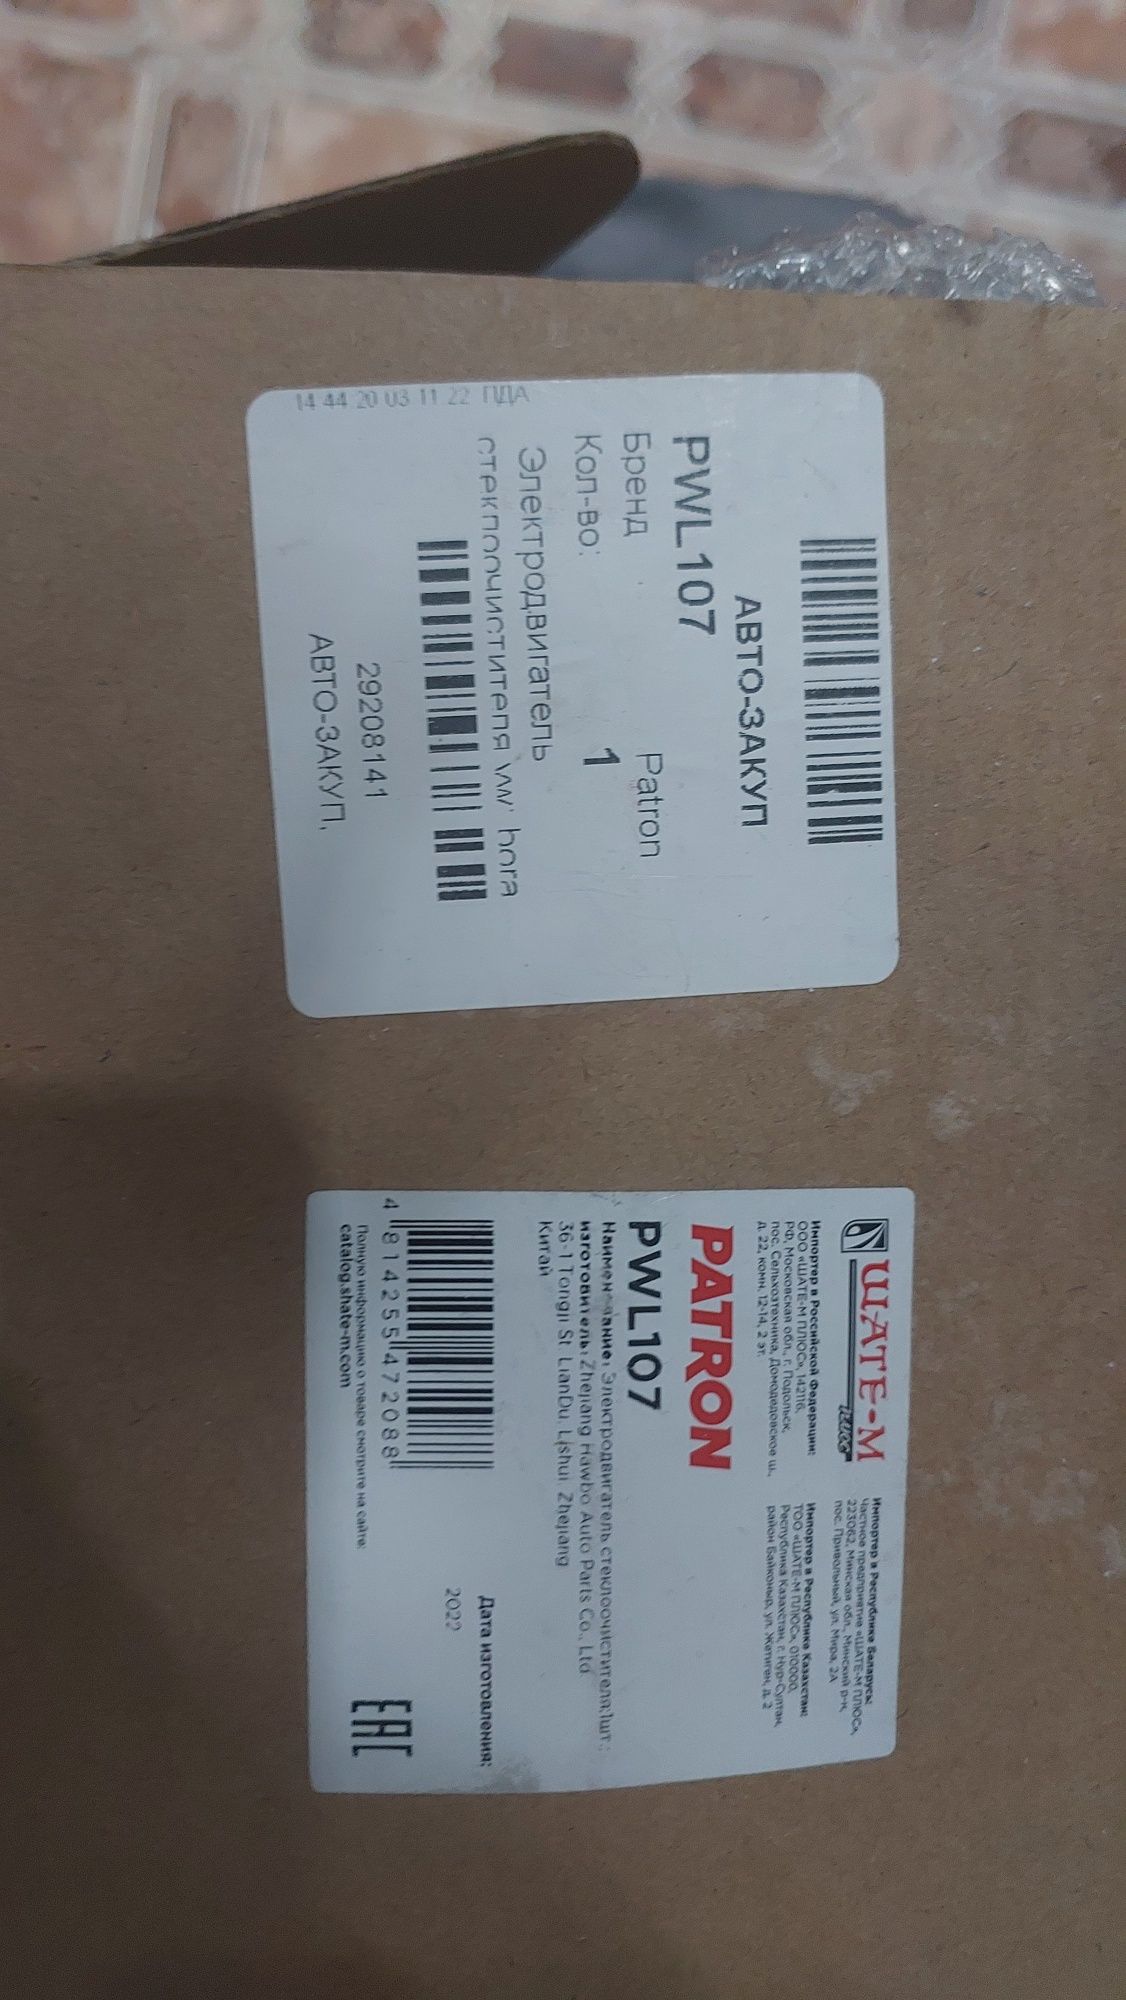 АВТО-ЗАКУП
PWL107
Бренд Patron
Кол-во: 1
Электродвигатель
стеклоочистителя VW: bora
29208141
АВТО-ЗАКУП,
14 44 20 03 11 22 ПДА
ШАТЕ-М
ПЛЮС
Импортер в Российской Федерации:
ООО «ШАТЕ-М ПЛЮС», 142116,
РФ, Московская обл., г. Подольск,
пос. Сельхозтехника, Домодедовское ш.,
д. 22, комн. 12-14, 2 эт.
Импортер в Республике Беларусь:
Частное предприятие «ШАТЕ-М ПЛЮС»,
223062, Минская обл., Минский р-н,
пос. Привольный, ул. Мира, 2А
Импортер в Республике Казахстан:
ТОО «ШАТЕ-М ПЛЮС», 010000,
Республика Казахстан, г. Нур-Султан,
район Байконыр, ул. Жетиген, д. 2
PATRON
PWL107
Наименование: Электродвигатель стеклоочистителя;1шт.;
изготовитель: Zhejiang Hawbo Auto Parts Co., Ltd
36-1 Tongji St. LianDu, Lishui Zhejiang
Китай
4 814255 472088
Дата изготовления:
2022
Полную информацию о товаре смотрите на сайте:
catalog.shate-m.com
EAC